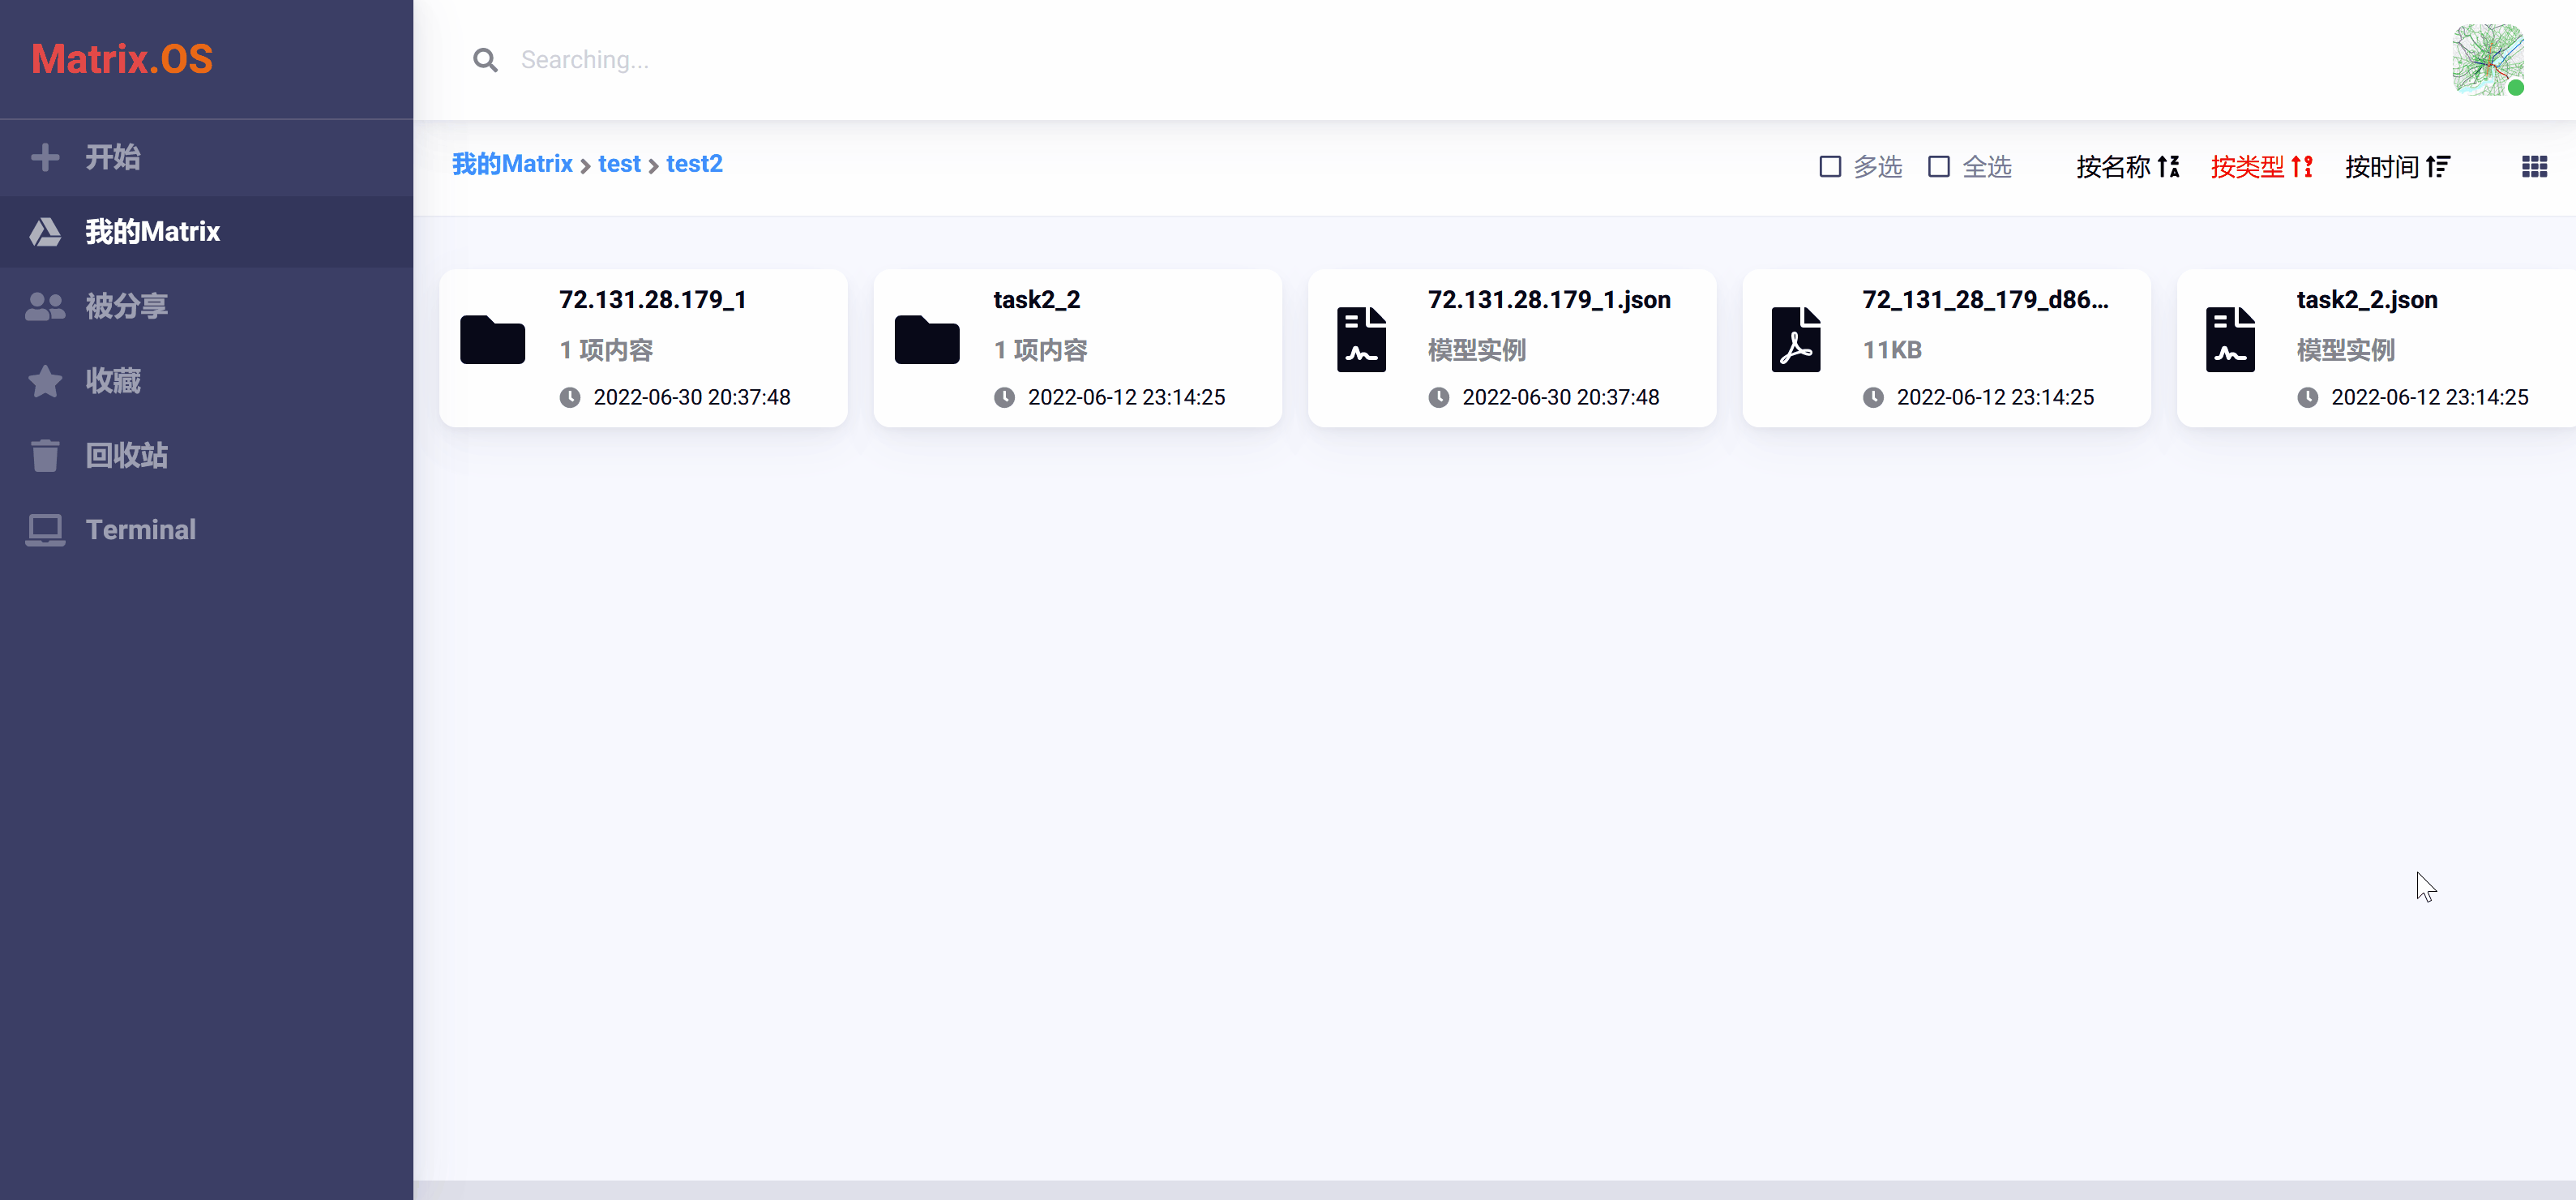 Matrix.OS
Searching...
开始
我的Matrix
被分享
收藏
回收站
Terminal
我的Matrix > test > test2
多选 全选 按名称 按类型 按时间
72.131.28.179_1
1 项内容
2022-06-30 20:37:48
task2_2
1 项内容
2022-06-12 23:14:25
72.131.28.179_1.json
模型实例
2022-06-30 20:37:48
72_131_28_179_d86...
11KB
2022-06-12 23:14:25
task2_2.json
模型实例
2022-06-12 23:14:25